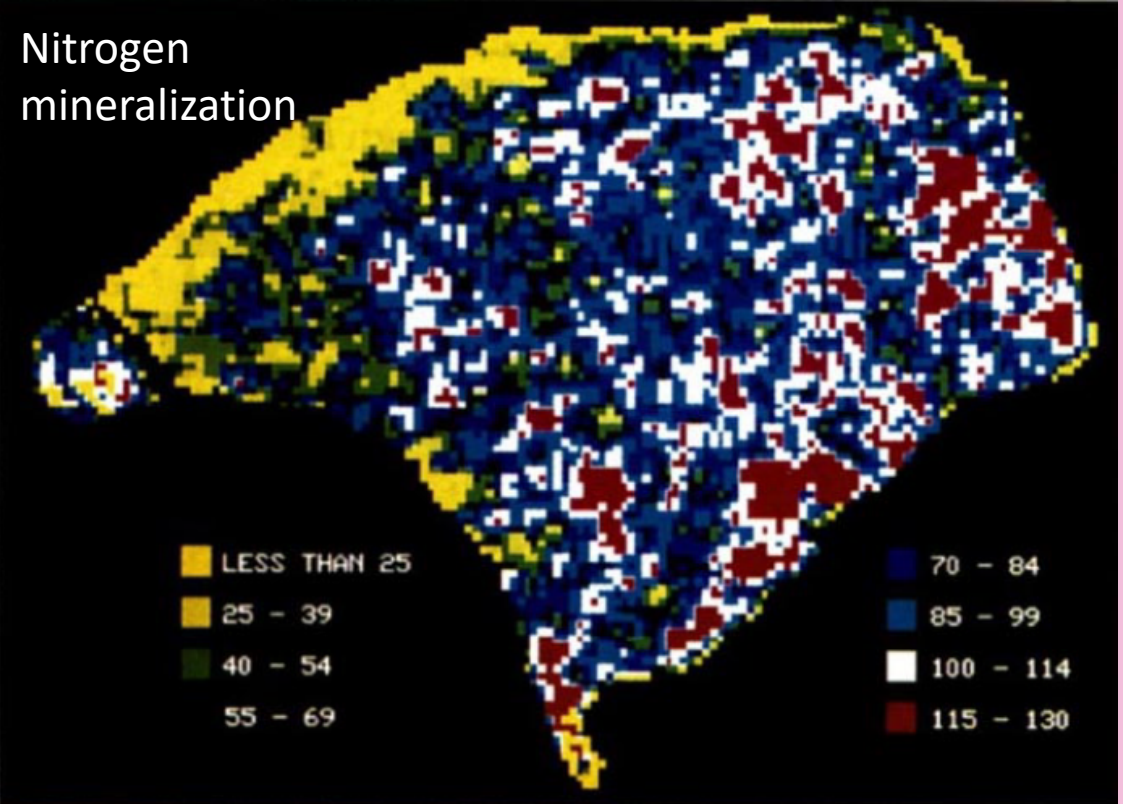 Nitrogen
mineralization
LESS THAN 25
25 - 39
40 - 54
55 - 69
70 - 84
85 - 99
100 - 114
115 - 130